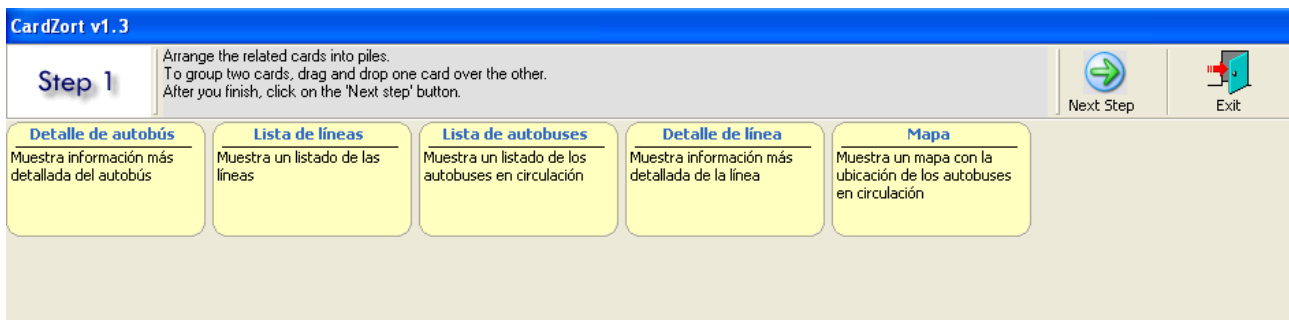 CardZort v1.3
Step 1
Arrange the related cards into piles.
To group two cards, drag and drop one card over the other.
After you finish, click on the 'Next step' button.
Next Step
Exit
Detalle de autobús
Muestra información más
detallada del autobús
Lista de líneas
Muestra un listado de las
líneas
Lista de autobuses
Muestra un listado de los
autobuses en circulación
Detalle de línea
Muestra información más
detallada de la línea
Mapa
Muestra un mapa con la
ubicación de los autobuses
en circulación